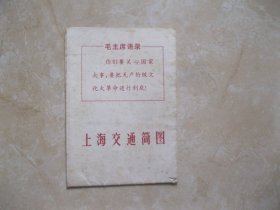 毛主席语录
你们要关心国家
大事，要把无产阶级文
化大革命进行到底！
上海交通简图